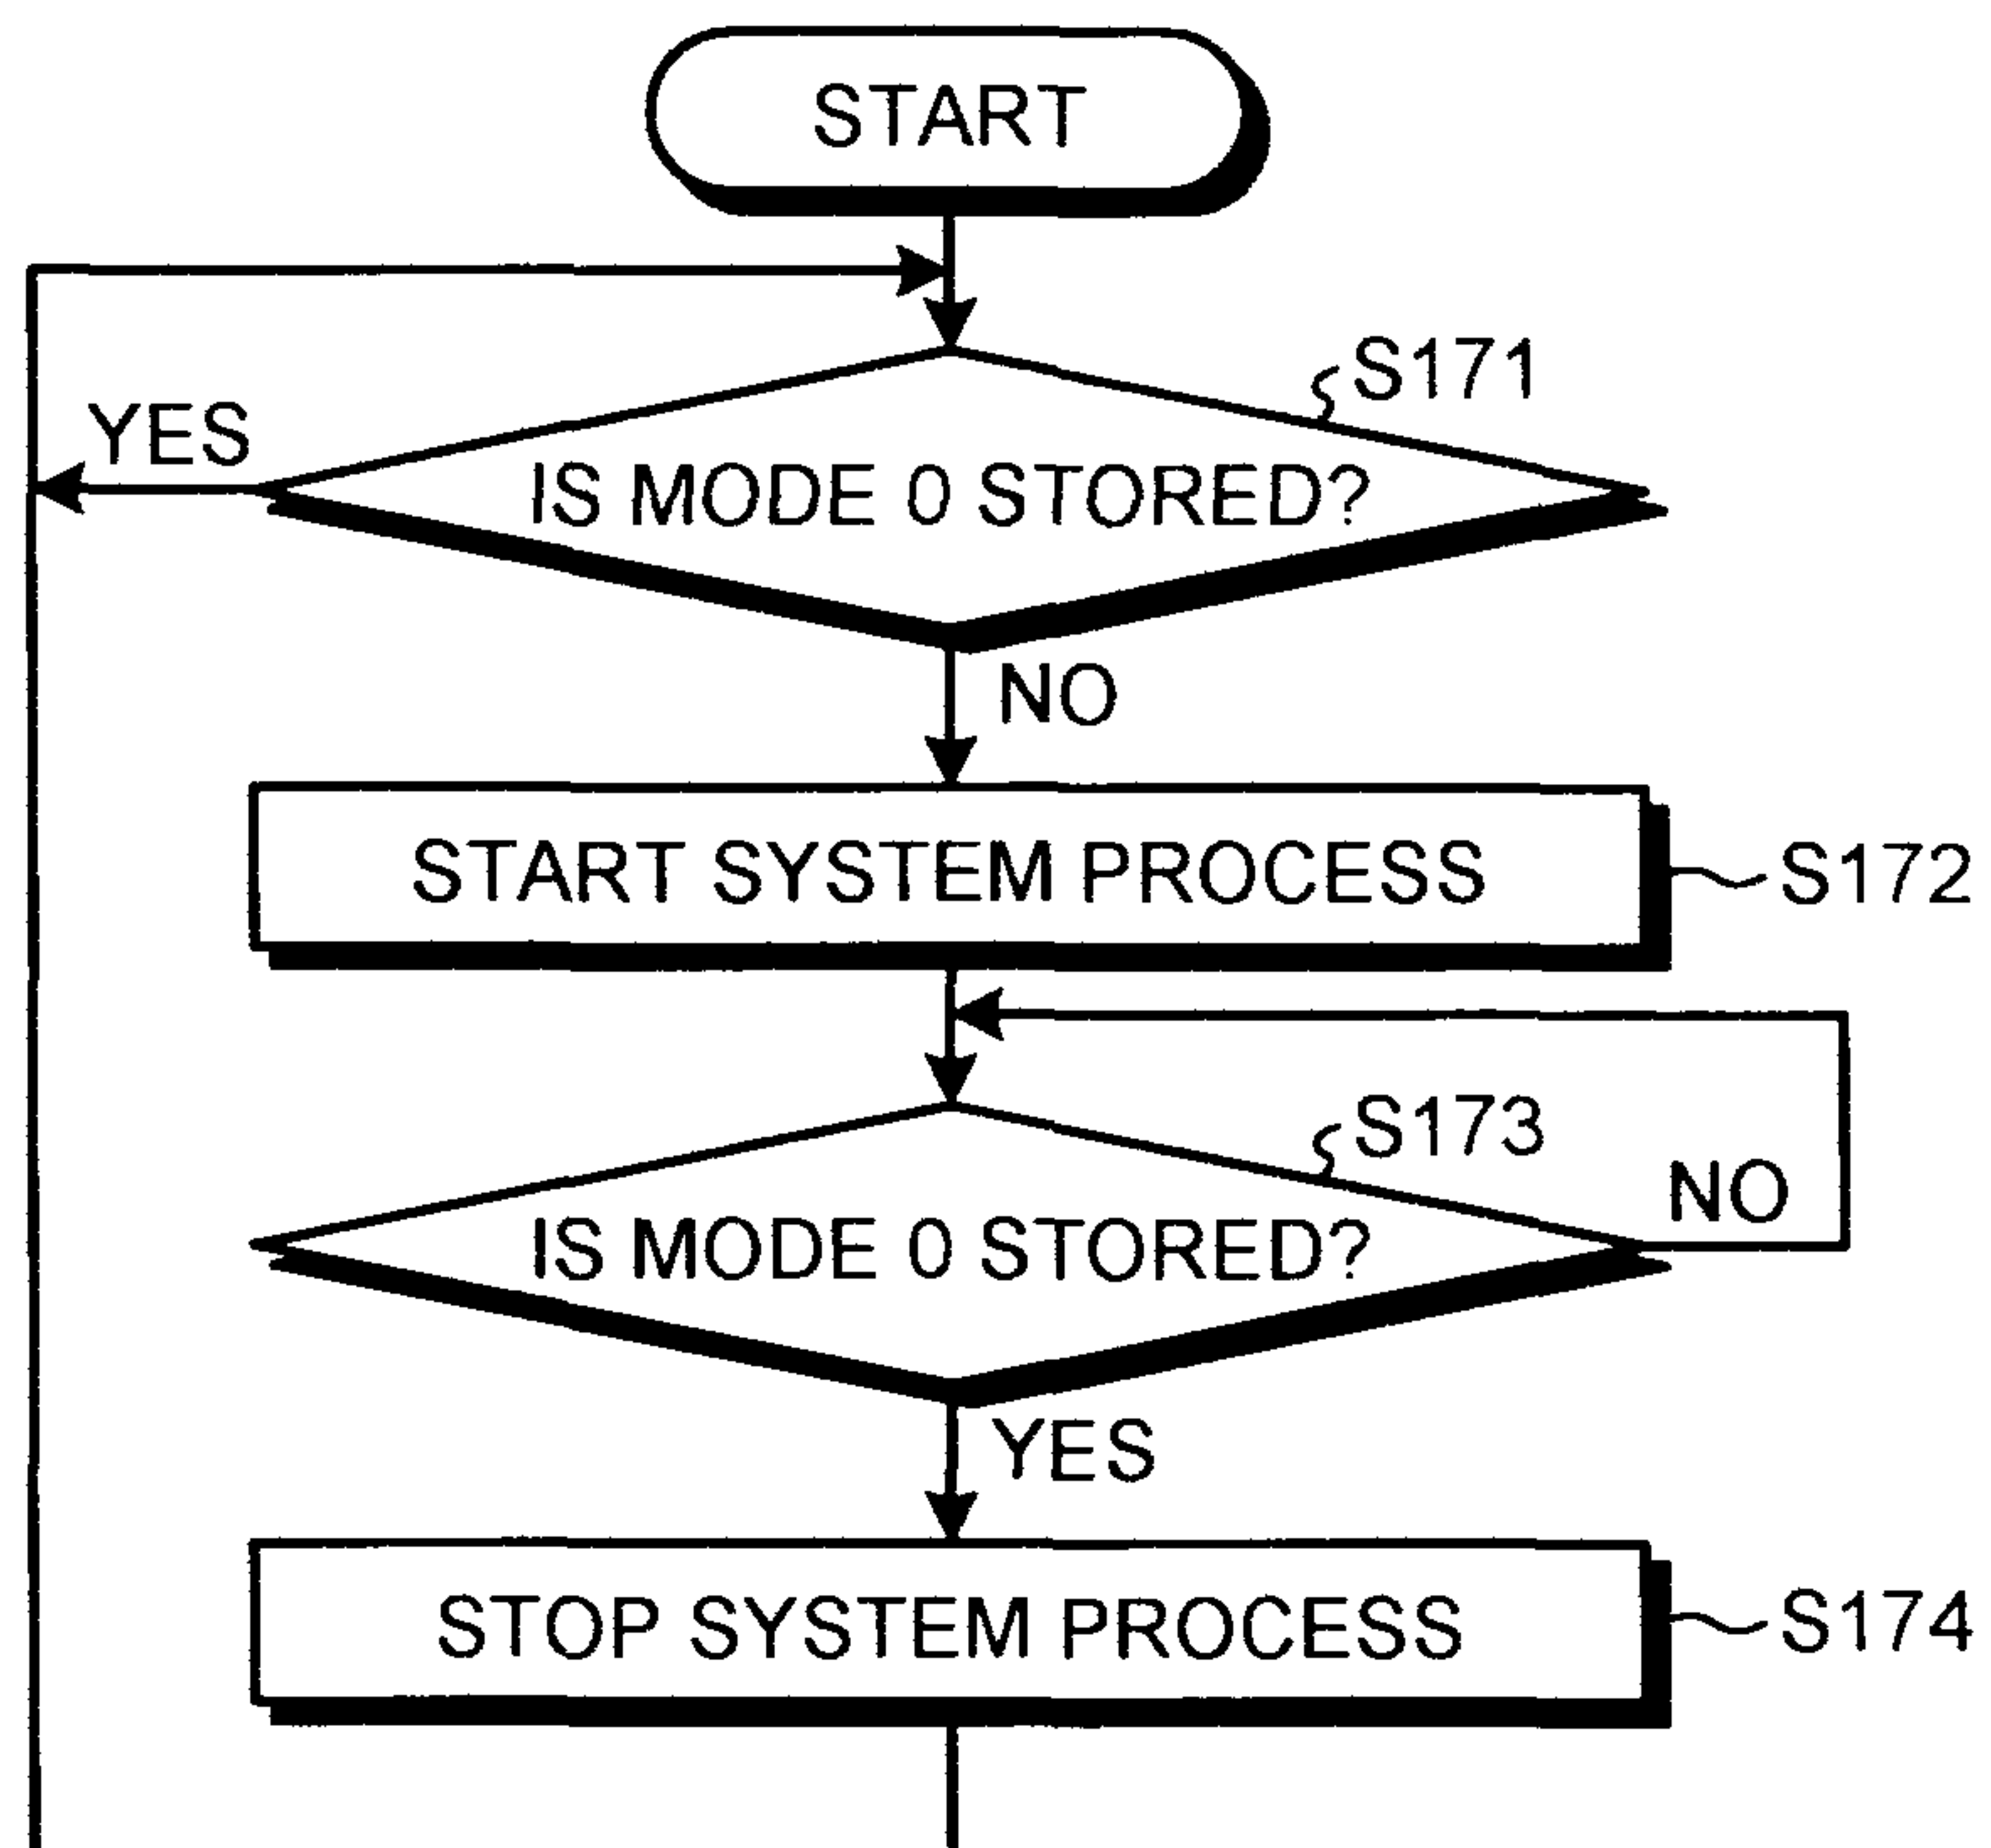 START
S171
YES
IS MODE 0 STORED?
NO
START SYSTEM PROCESS
S172
S173
NO
IS MODE 0 STORED?
YES
STOP SYSTEM PROCESS
S174